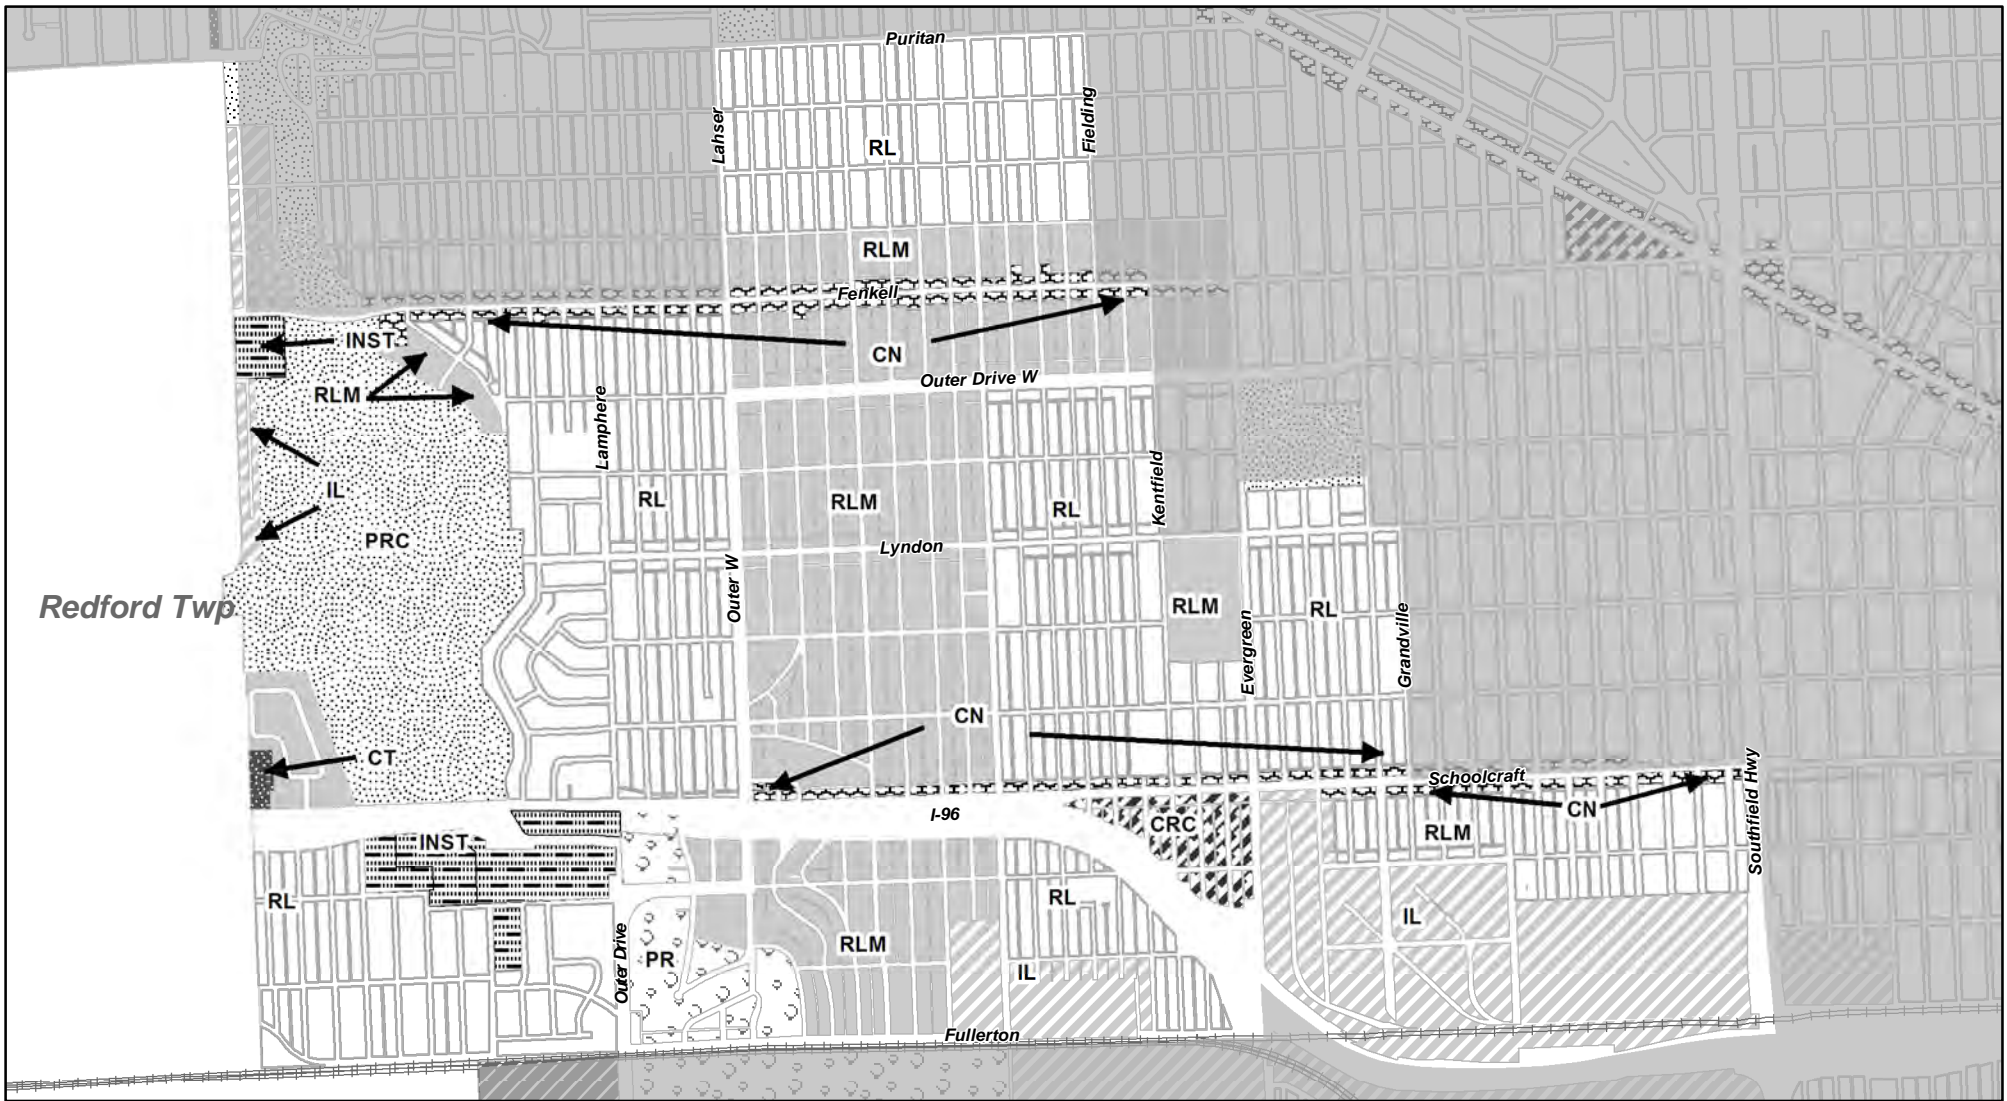 Puritan
Lahser
Fielding
RL
RLM
Fenkell
INST
CN
RLM
Outer Drive W
Lamphere
IL
RL
RLM
RL
Kentfield
PRC
Lyndon
Redford Twp
Outer W
RLM
Evergreen
RL
Grandville
CN
CT
Schoolcraft
Southfield Hwy
I-96
CN
INST
CRC
RLM
RL
RL
IL
RLM
Outer Drive
PR
IL
Fullerton